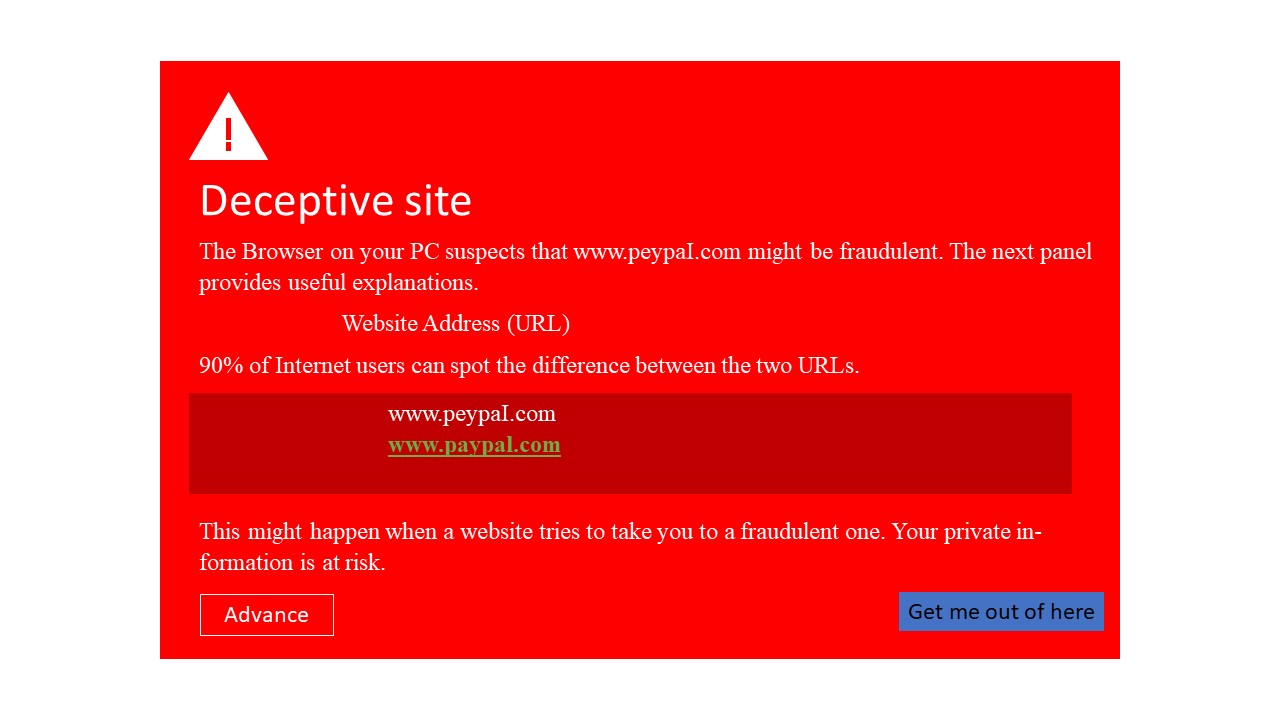 !
Deceptive site
The Browser on your PC suspects that www.peypaI.com might be fraudulent. The next panel
provides useful explanations.
Website Address (URL)
90% of Internet users can spot the difference between the two URLs.
www.peypaI.com
www.paypal.com
This might happen when a website tries to take you to a fraudulent one. Your private in-
formation is at risk.
Advance
Get me out of here